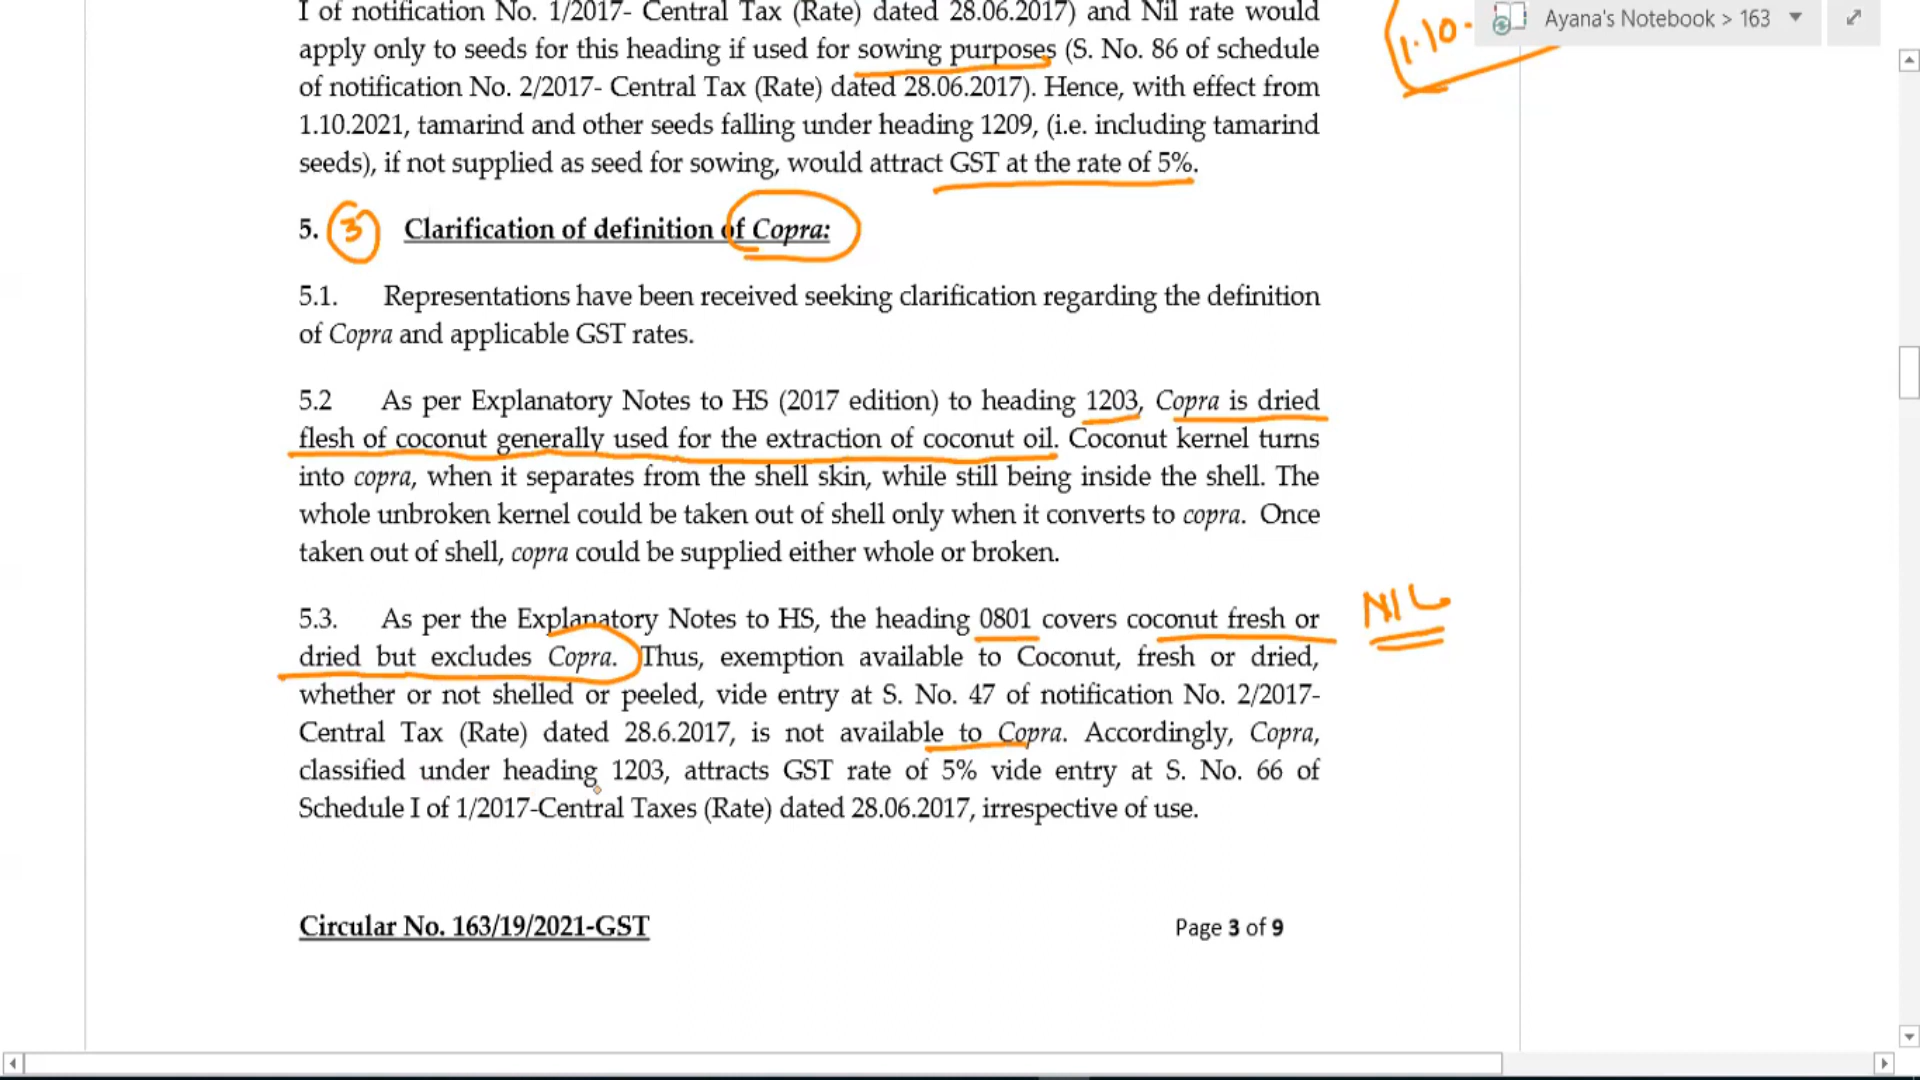 I of notification No. 1/2017- Central Tax (Rate) dated 28.06.2017) and Nil rate would
1.10.
Ayana's Notebook > 163
apply only to seeds for this heading if used for sowing purposes (S. No. 86 of schedule
of notification No. 2/2017- Central Tax (Rate) dated 28.06.2017). Hence, with effect from
1.10.2021, tamarind and other seeds falling under heading 1209, (i.e. including tamarind
seeds), if not supplied as seed for sowing, would attract GST at the rate of 5%.
5. 3 Clarification of definition of Copra:
5.1. Representations have been received seeking clarification regarding the definition
of Copra and applicable GST rates.
5.2 As per Explanatory Notes to HS (2017 edition) to heading 1203, Copra is dried
flesh of coconut generally used for the extraction of coconut oil. Coconut kernel turns
into copra, when it separates from the shell skin, while still being inside the shell. The
whole unbroken kernel could be taken out of shell only when it converts to copra. Once
taken out of shell, copra could be supplied either whole or broken.
5.3. As per the Explanatory Notes to HS, the heading 0801 covers coconut fresh or
NIL
dried but excludes Copra. Thus, exemption available to Coconut, fresh or dried,
whether or not shelled or peeled, vide entry at S. No. 47 of notification No. 2/2017-
Central Tax (Rate) dated 28.6.2017, is not available to Copra. Accordingly, Copra,
classified under heading 1203, attracts GST rate of 5% vide entry at S. No. 66 of
Schedule I of 1/2017-Central Taxes (Rate) dated 28.06.2017, irrespective of use.
Circular No. 163/19/2021-GST
Page 3 of 9